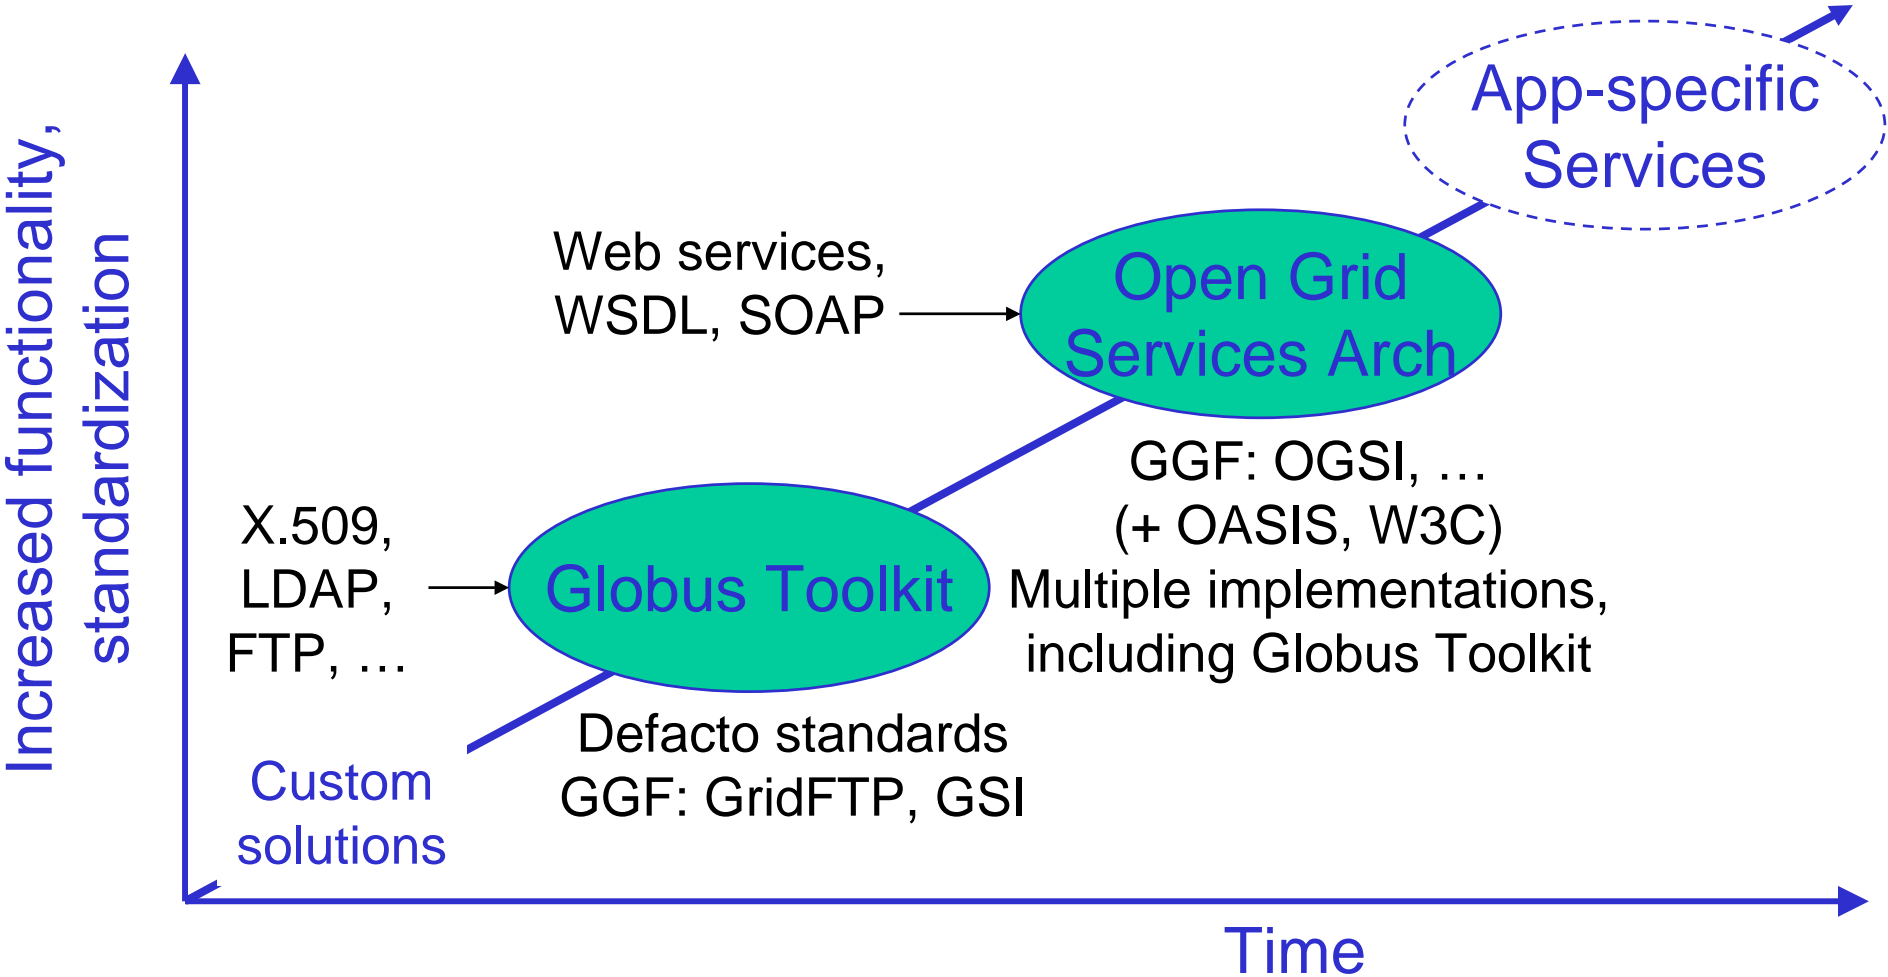 Increased functionality,
standardization
App-specific
Services
Web services,
WSDL, SOAP
Open Grid
Services Arch
GGF: OGSI, …
(+ OASIS, W3C)
Multiple implementations,
including Globus Toolkit
X.509,
LDAP,
FTP, …
Globus Toolkit
Defacto standards
GGF: GridFTP, GSI
Custom
solutions
Time